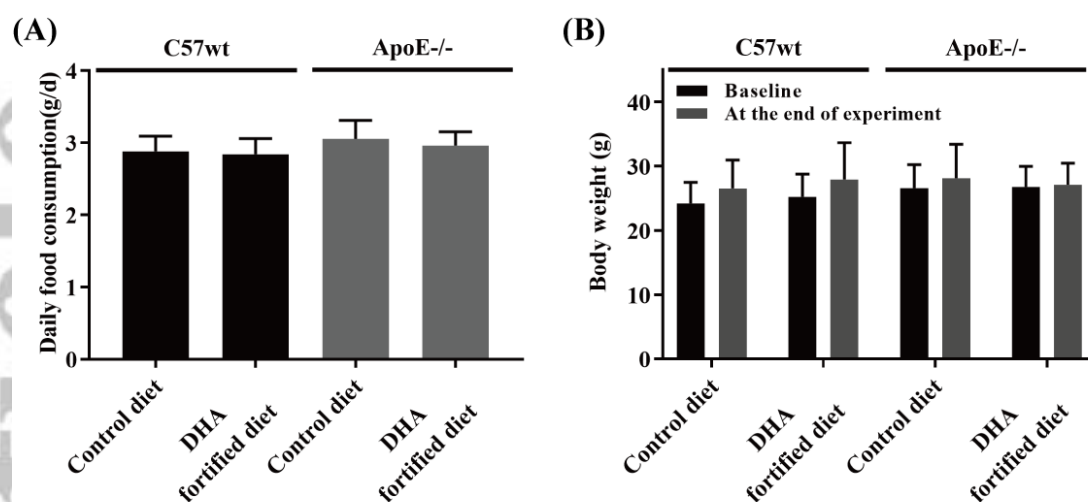 (A)
C57wt
ApoE-/-
Daily food consumption(g/d)
4
3
2
1
0
Control diet
DHA
fortified diet
Control diet
DHA
fortified diet
(B)
C57wt
ApoE-/-
Baseline
At the end of experiment
Body weight (g)
40
30
20
10
0
Control diet
DHA
fortified diet
Control diet
DHA
fortified diet